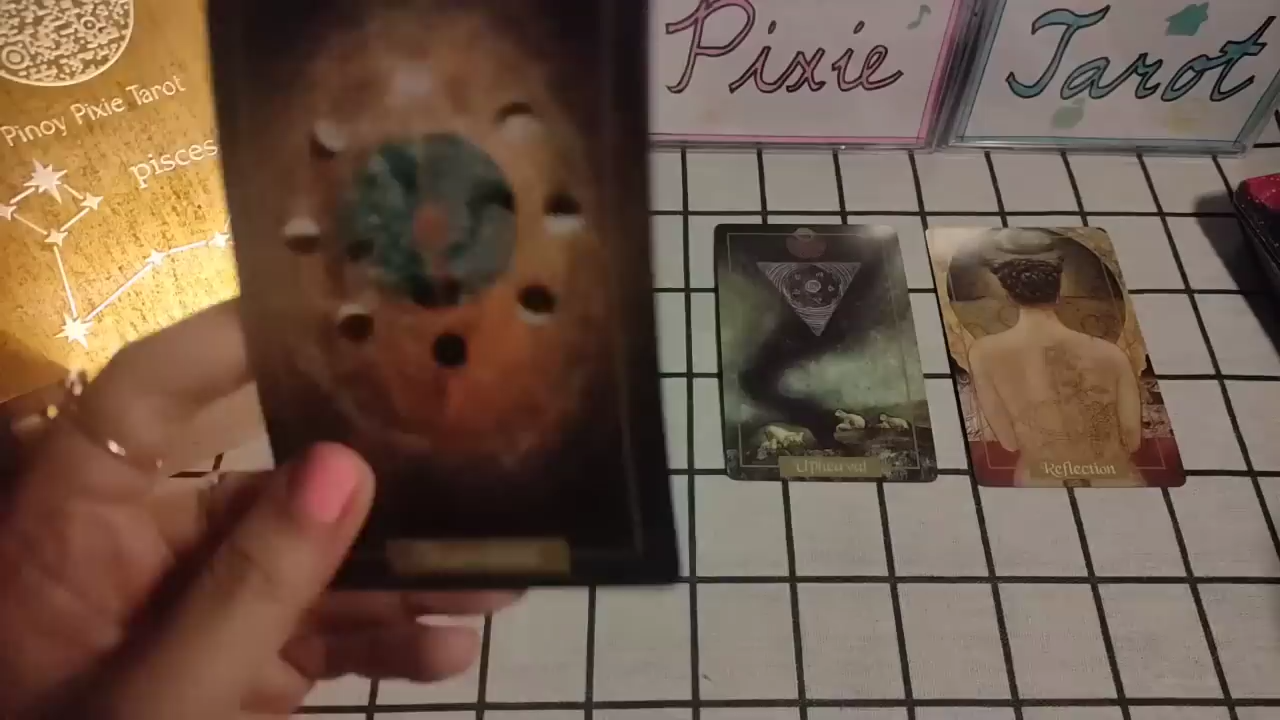 Pinoy Pixie Tarot
pisces
Pixie
Tarot
Upheaval
Reflection